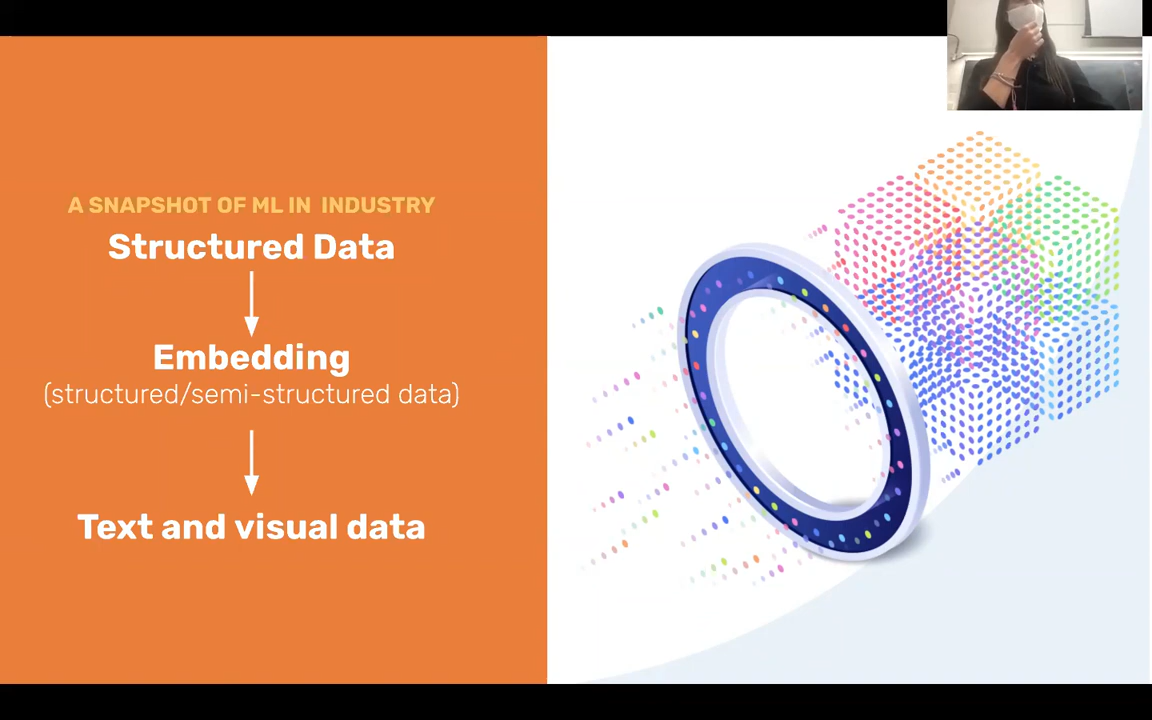 A SNAPSHOT OF ML IN INDUSTRY
Structured Data
Embedding
(structured/semi-structured data)
Text and visual data